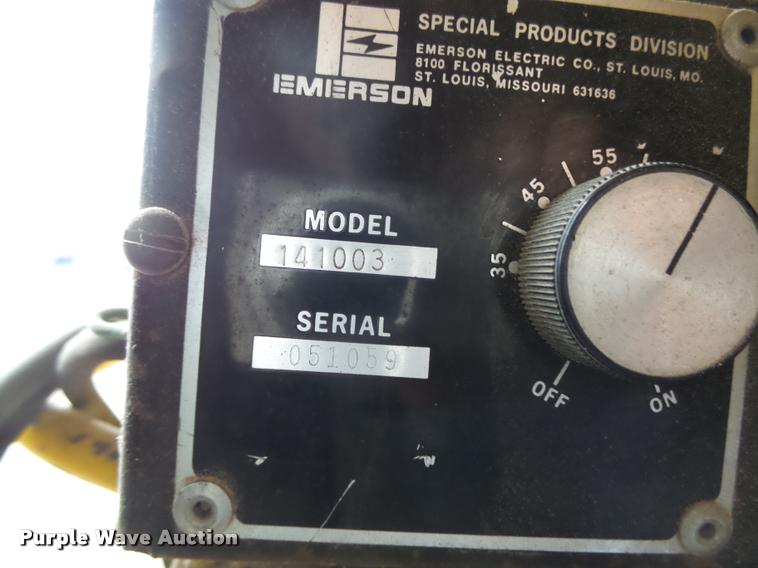 SPECIAL PRODUCTS DIVISION
EMERSON ELECTRIC CO., ST. LOUIS, MO.
8100 FLORISSANT
ST. LOUIS, MISSOURI 631636
EMERSON
MODEL
141003
SERIAL
051059
35
45
55
OFF
ON
Purple Wave Auction